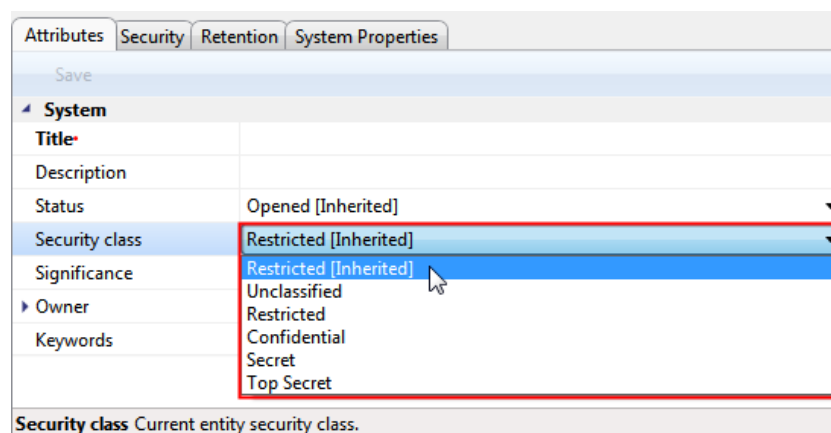 Attributes Security Retention System Properties
Save
System
Title•
Description
Status Opened [Inherited]
Security class Restricted [Inherited]
Significance Restricted [Inherited]
Unclassified
Owner Restricted
Keywords Confidential
Secret
Top Secret
Security class Current entity security class.